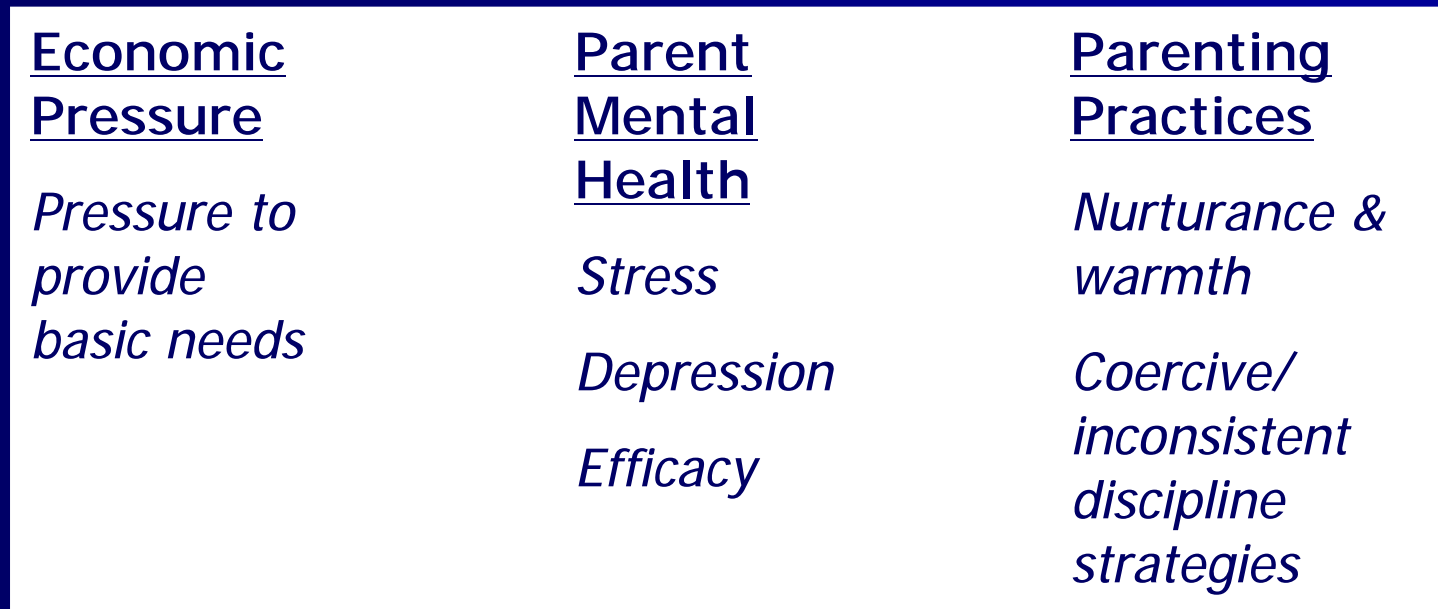 Economic
Pressure
Pressure to
provide
basic needs
Parent
Mental
Health
Stress
Depression
Efficacy
Parenting
Practices
Nurturance &
warmth
Coercive/
inconsistent
discipline
strategies